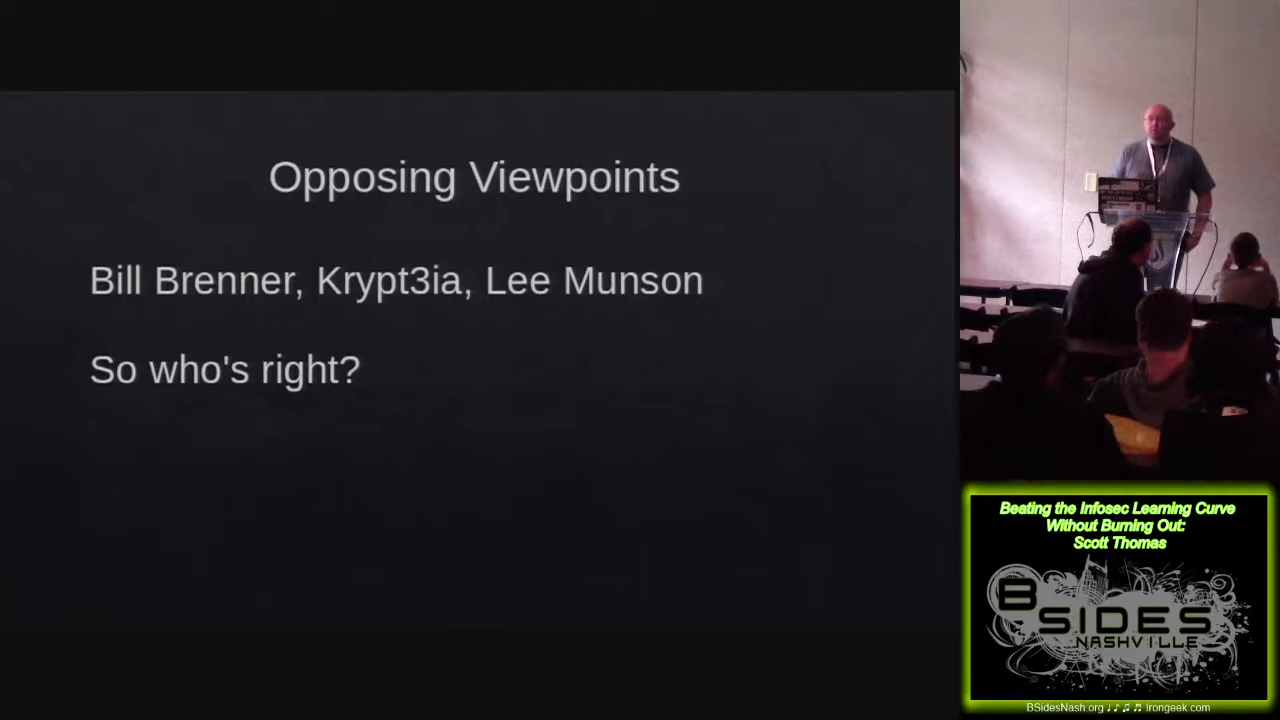 Opposing Viewpoints
Bill Brenner, Krypt3ia, Lee Munson
So who's right?
Beating the Infosec Learning Curve
Without Burning Out:
Scott Thomas
BSIDES
NASHVILLE
BSidesNash.org ♩ ♪ ♫ ♬ Irongeek.com